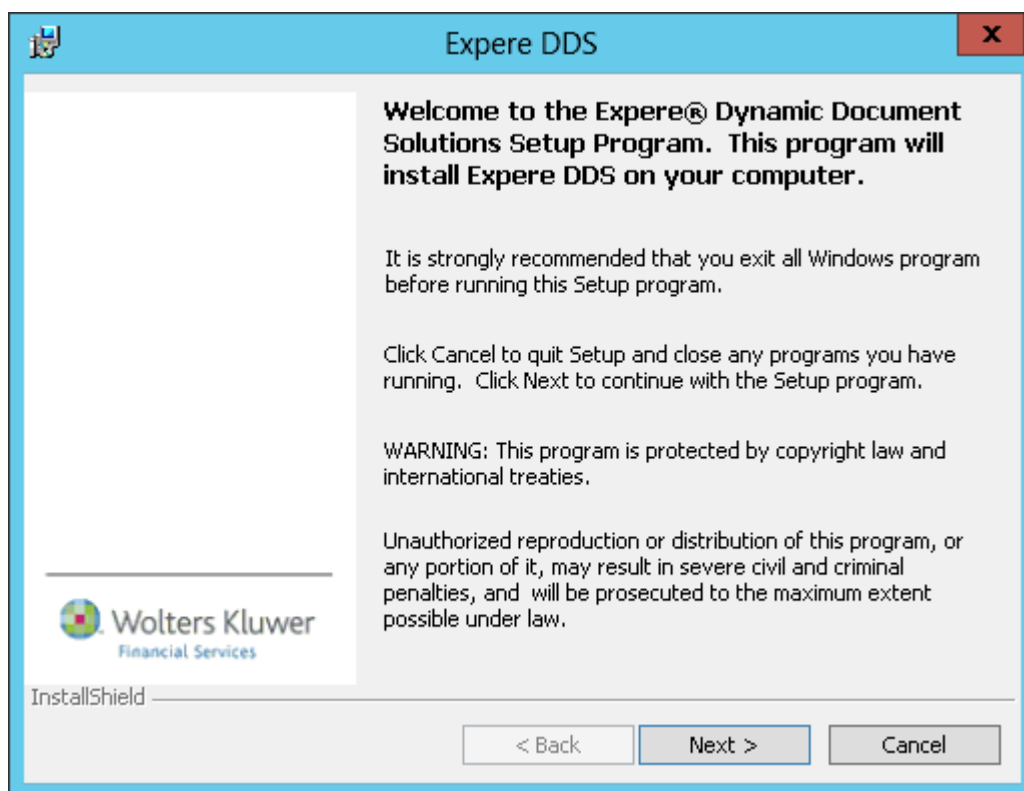 Expere DDS
x
Welcome to the Expere® Dynamic Document
Solutions Setup Program.  This program will
install Expere DDS on your computer.
It is strongly recommended that you exit all Windows program
before running this Setup program.
Click Cancel to quit Setup and close any programs you have
running.  Click Next to continue with the Setup program.
WARNING: This program is protected by copyright law and
international treaties.
Unauthorized reproduction or distribution of this program, or
any portion of it, may result in severe civil and criminal
penalties, and  will be prosecuted to the maximum extent
possible under law.
Wolters Kluwer
Financial Services
InstallShield
< Back
Next >
Cancel